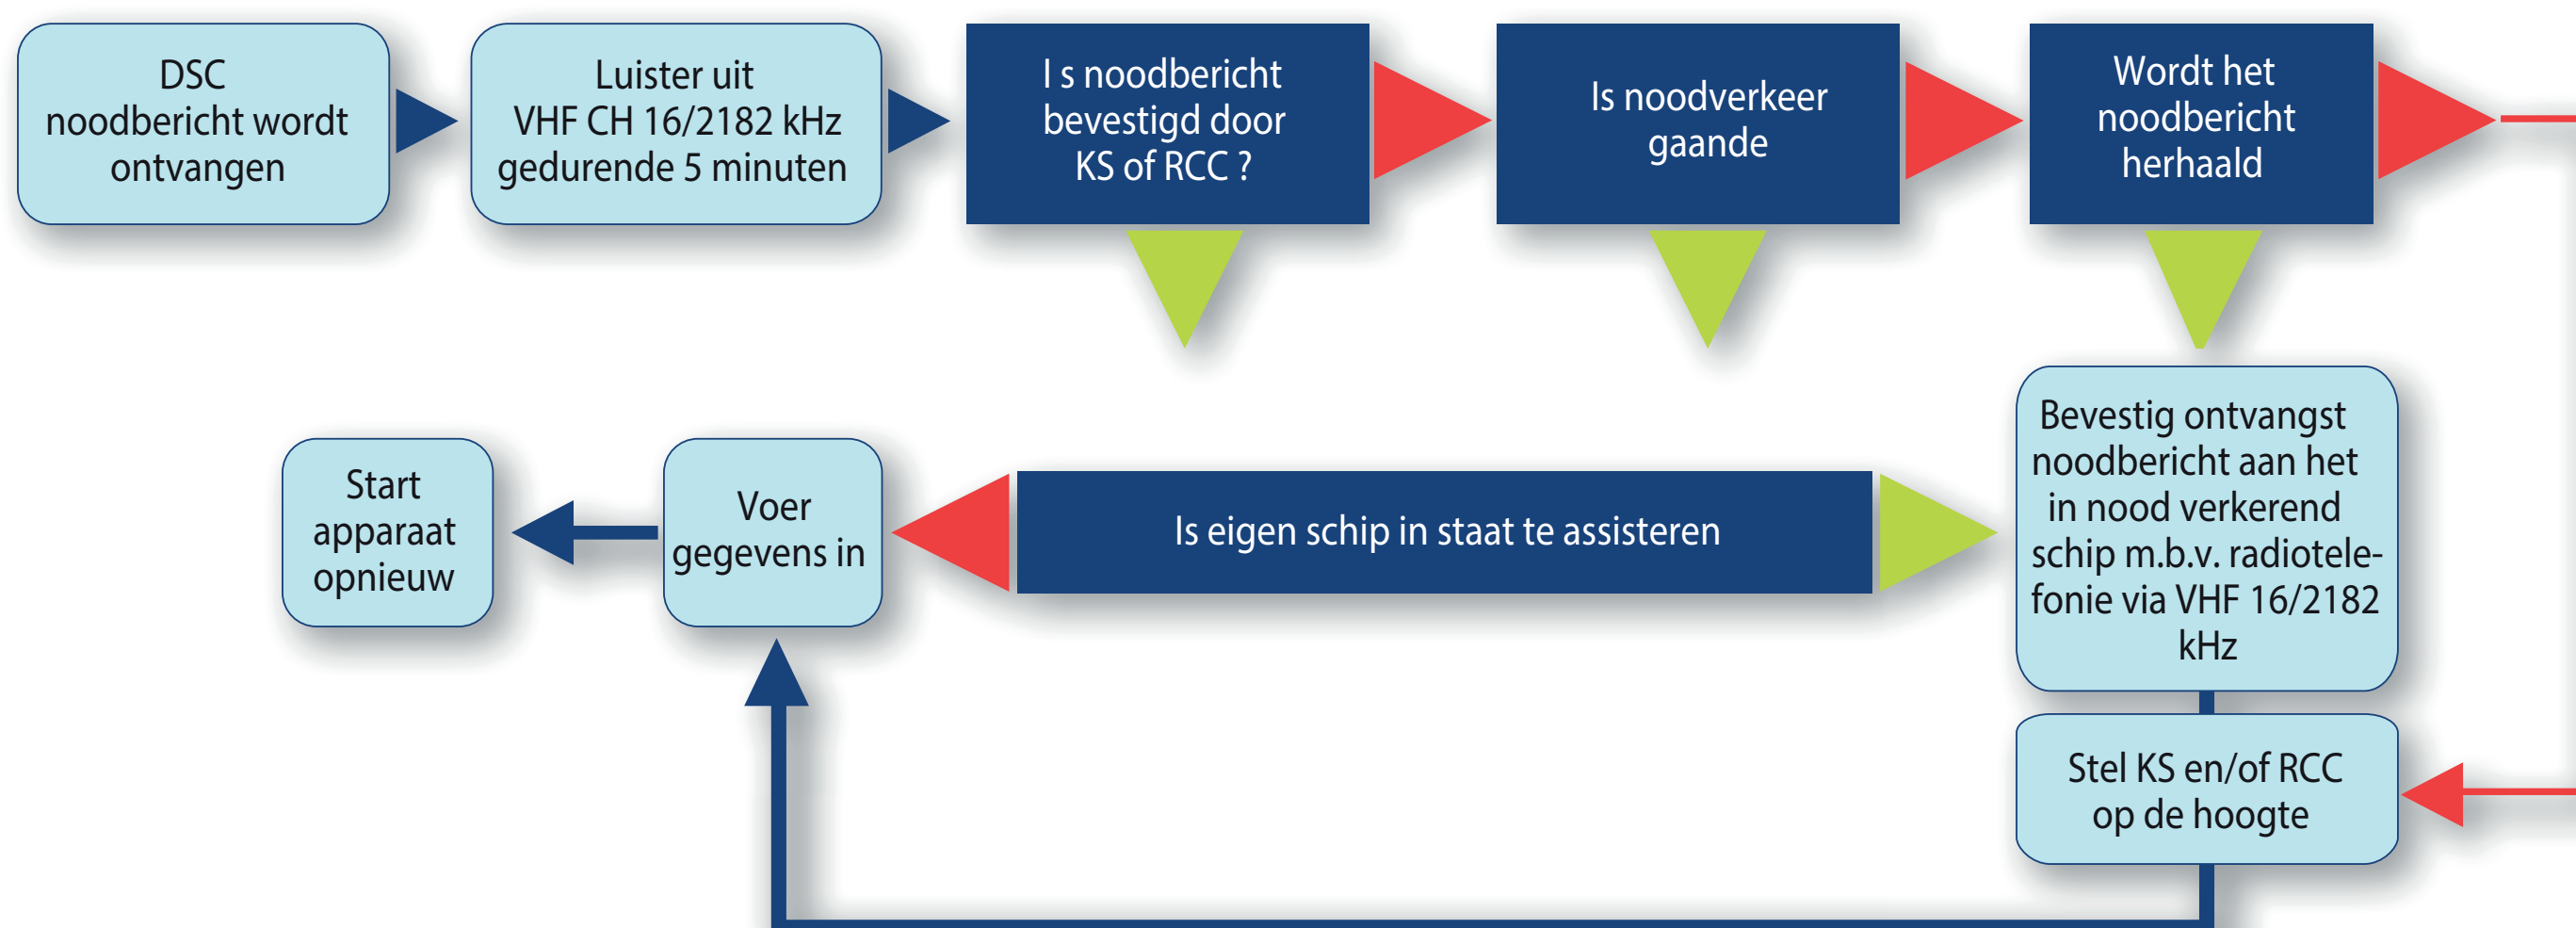 DSC
noodbericht wordt
ontvangen
Luister uit
VHF CH 16/2182 kHz
gedurende 5 minuten
I s noodbericht
bevestigd door
KS of RCC ?
Is noodverkeer
gaande
Wordt het
noodbericht
herhaald
Start
apparaat
opnieuw
Voer
gegevens in
Is eigen schip in staat te assisteren
Bevestig ontvangst
noodbericht aan het
in nood verkerend
schip m.b.v. radiotele-
fonie via VHF 16/2182
kHz
Stel KS en/of RCC
op de hoogte